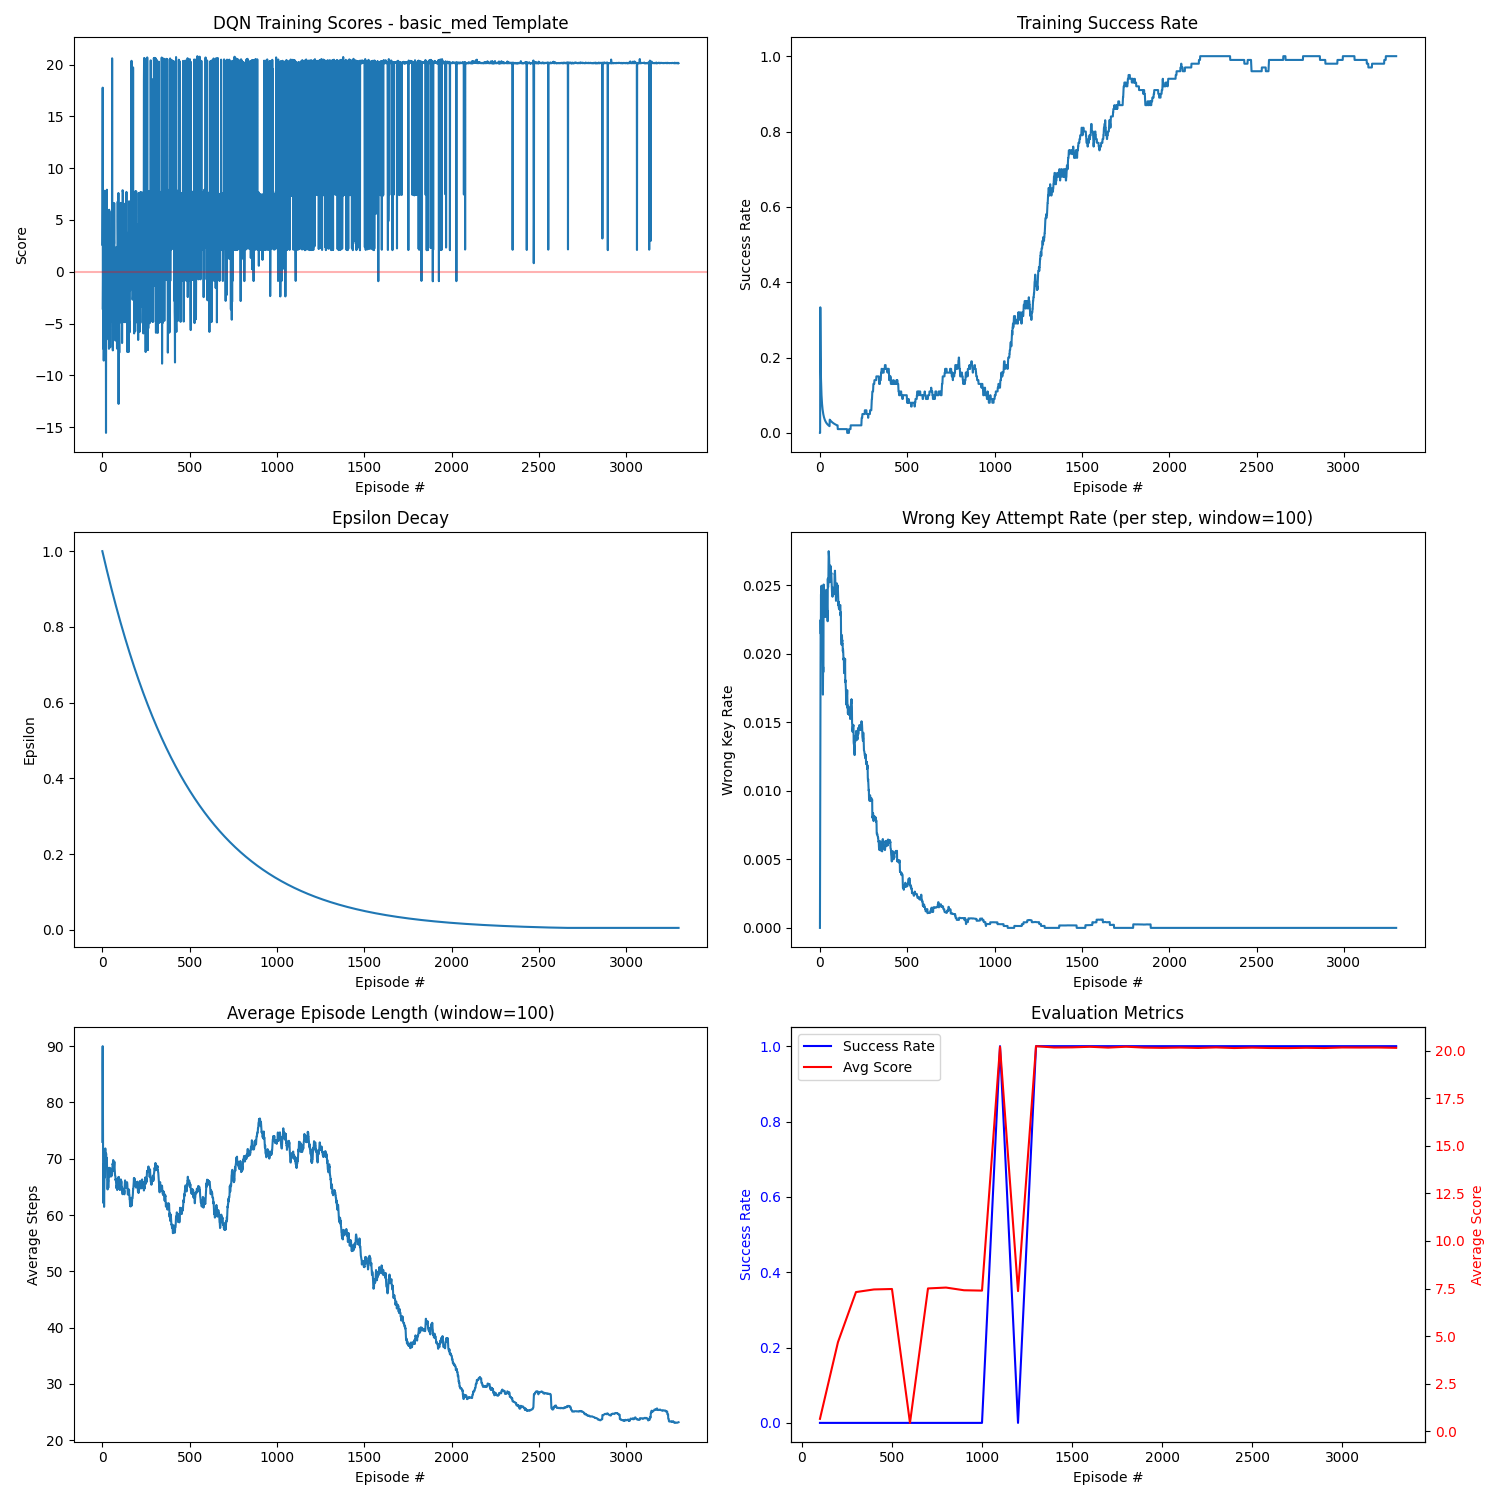 DQN Training Scores - basic_med Template
20
15
10
5
0
−5
−10
−15
Score
0 500 1000 1500 2000 2500 3000
Episode #
Training Success Rate
1.0
0.8
0.6
0.4
0.2
0.0
Success Rate
0 500 1000 1500 2000 2500 3000
Episode #
Epsilon Decay
1.0
0.8
0.6
0.4
0.2
0.0
Epsilon
0 500 1000 1500 2000 2500 3000
Episode #
Wrong Key Attempt Rate (per step, window=100)
0.025
0.020
0.015
0.010
0.005
0.000
Wrong Key Rate
0 500 1000 1500 2000 2500 3000
Episode #
Average Episode Length (window=100)
90
80
70
60
50
40
30
20
Average Steps
0 500 1000 1500 2000 2500 3000
Episode #
Evaluation Metrics
Success Rate
Avg Score
1.0
0.8
0.6
0.4
0.2
0.0
Success Rate
20.0
17.5
15.0
12.5
10.0
7.5
5.0
2.5
0.0
Average Score
0 500 1000 1500 2000 2500 3000
Episode #